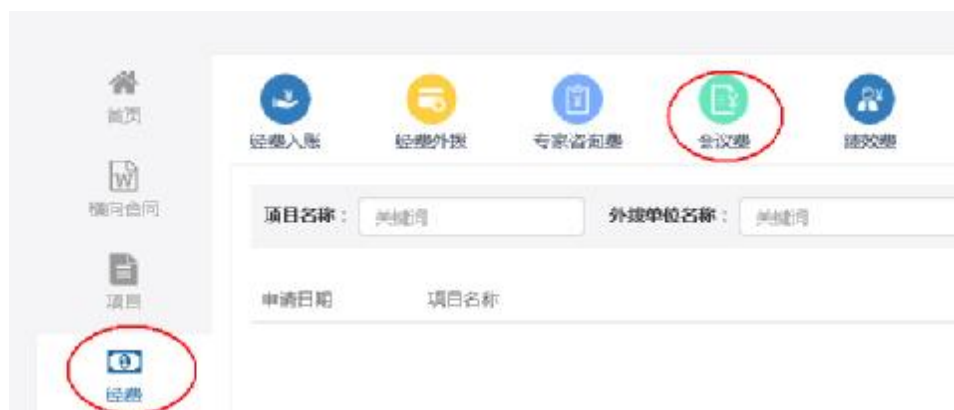 首页
横向合同
项目
经费
经费入账
经费外拨
专家咨询费
会议费
绩效费
项目名称：
关键词
外拨单位名称：
关键词
申请日期
项目名称